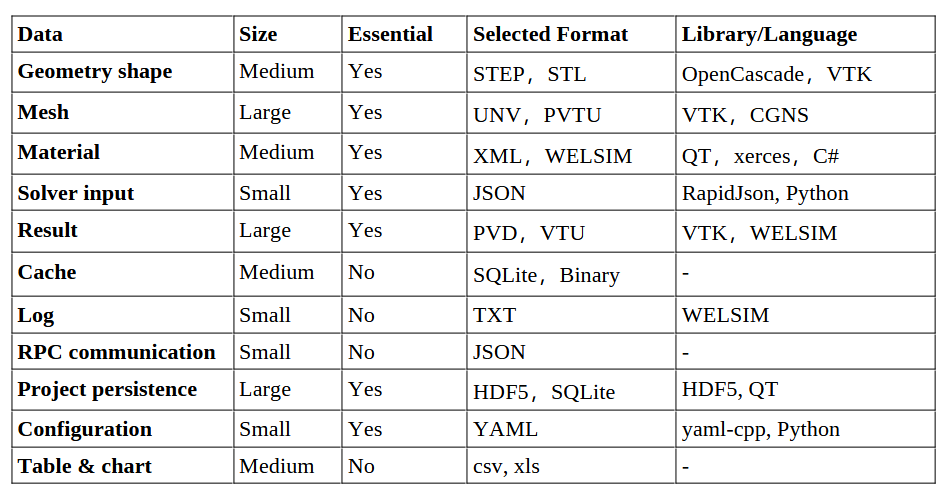 Data Size Essential Selected Format Library/Language
Geometry shape Medium Yes STEP，STL OpenCascade，VTK
Mesh Large Yes UNV，PVTU VTK，CGNS
Material Medium Yes XML，WELSIM QT，xerces，C#
Solver input Small Yes JSON RapidJson, Python
Result Large Yes PVD，VTU VTK，WELSIM
Cache Medium No SQLite，Binary -
Log Small No TXT WELSIM
RPC communication Small No JSON -
Project persistence Large Yes HDF5，SQLite HDF5, QT
Configuration Small Yes YAML yaml-cpp, Python
Table & chart Medium No csv, xls -